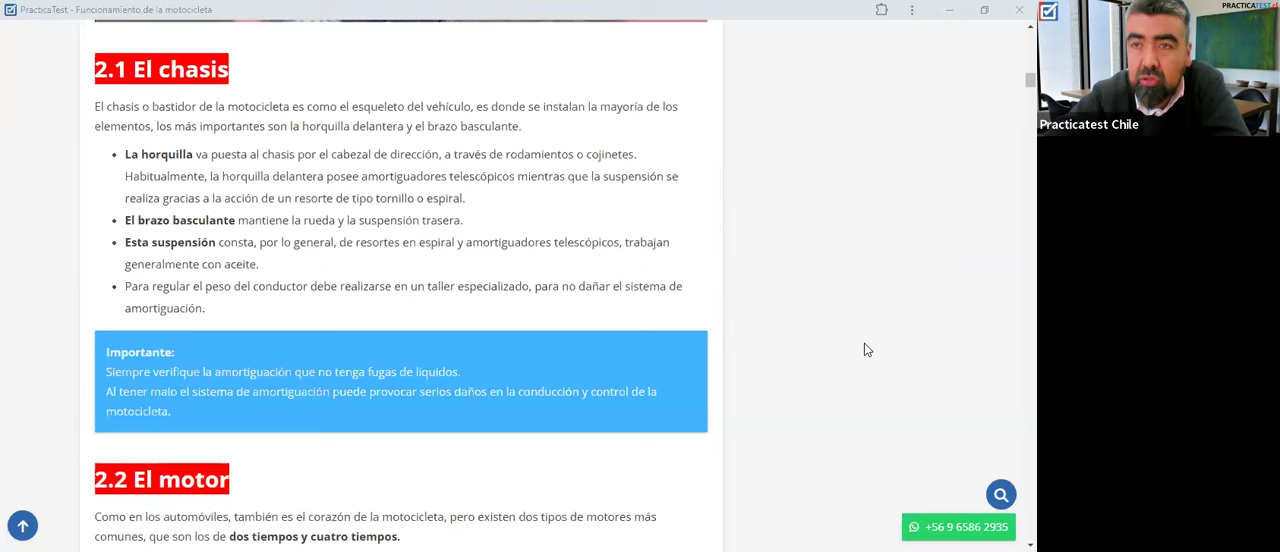 PracticaTest - Funcionamiento de la motocicleta
PRACTICATEST.cl
Practicatest Chile
2.1 El chasis
El chasis o bastidor de la motocicleta es como el esqueleto del vehículo, es donde se instalan la mayoría de los
elementos, los más importantes son la horquilla delantera y el brazo basculante.
• La horquilla va puesta al chasis por el cabezal de dirección, a través de rodamientos o cojinetes.
Habitualmente, la horquilla delantera posee amortiguadores telescópicos mientras que la suspensión se
realiza gracias a la acción de un resorte de tipo tornillo o espiral.
• El brazo basculante mantiene la rueda y la suspensión trasera.
• Esta suspensión consta, por lo general, de resortes en espiral y amortiguadores telescópicos, trabajan
generalmente con aceite.
• Para regular el peso del conductor debe realizarse en un taller especializado, para no dañar el sistema de
amortiguación.
Importante:
Siempre verifique la amortiguación que no tenga fugas de líquidos.
Al tener malo el sistema de amortiguación puede provocar serios daños en la conducción y control de la
motocicleta.
2.2 El motor
Como en los automóviles, también es el corazón de la motocicleta, pero existen dos tipos de motores más
comunes, que son los de dos tiempos y cuatro tiempos.
+56 9 6586 2935